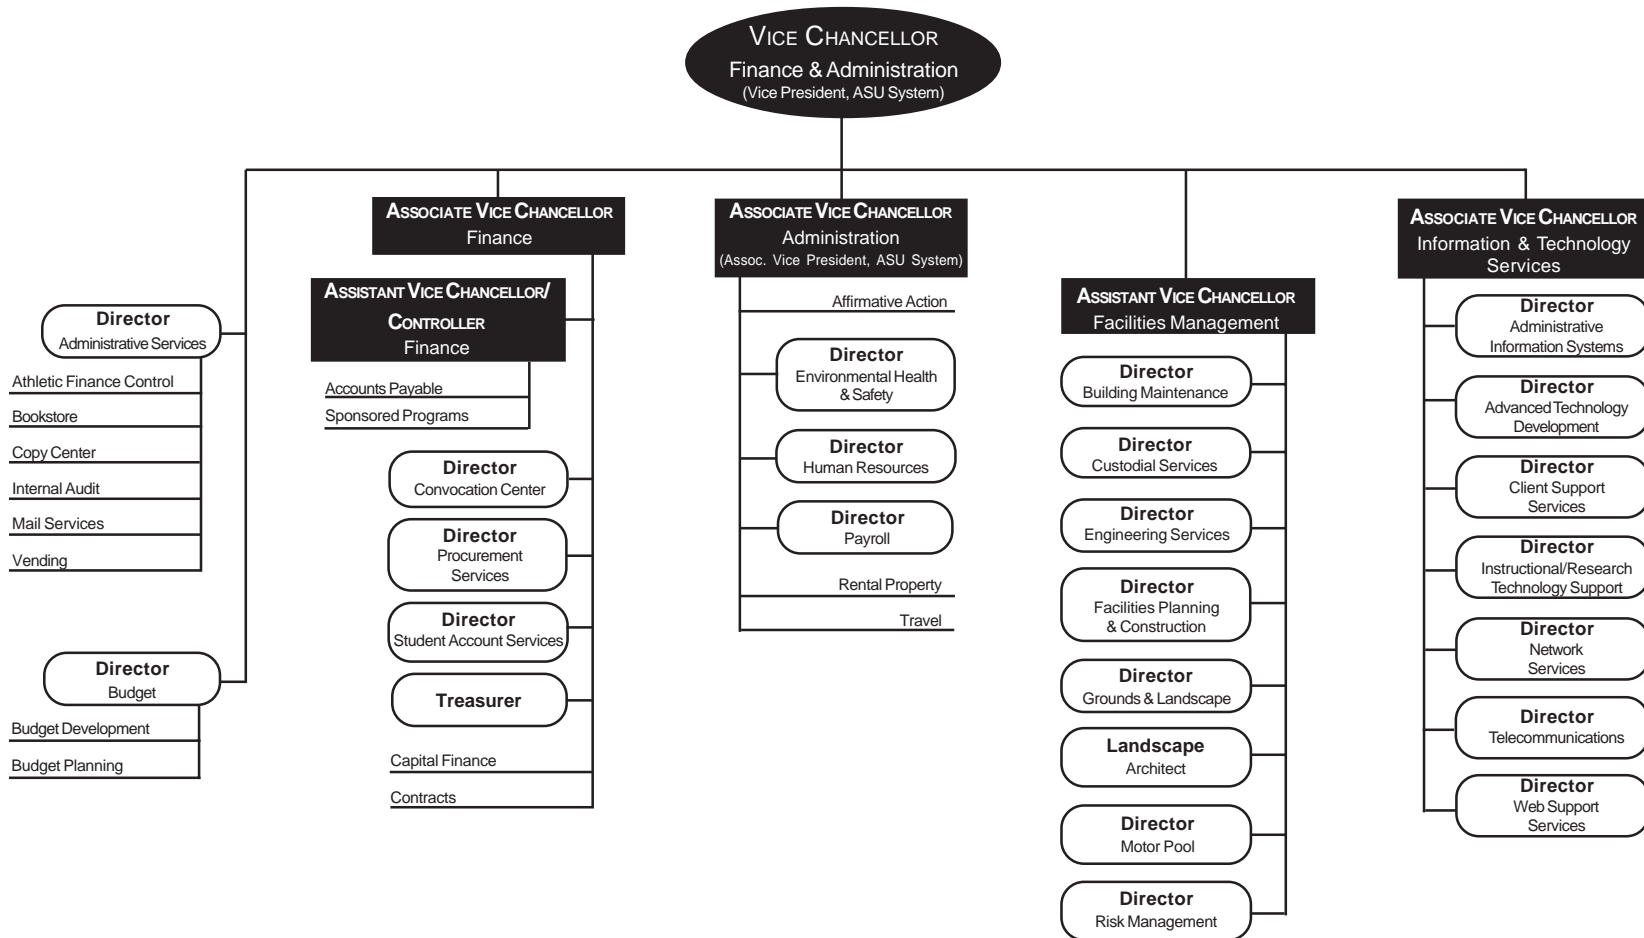 VICE CHANCELLOR
Finance & Administration
(Vice President, ASU System)
Director
Administrative Services
Athletic Finance Control
Bookstore
Copy Center
Internal Audit
Mail Services
Vending
Director
Budget
Budget Development
Budget Planning
ASSOCIATE VICE CHANCELLOR
Finance
ASSISTANT VICE CHANCELLOR/
CONTROLLER
Finance
Accounts Payable
Sponsored Programs
Director
Convocation Center
Director
Procurement
Services
Director
Student Account Services
Treasurer
Capital Finance
Contracts
ASSOCIATE VICE CHANCELLOR
Administration
(Assoc. Vice President, ASU System)
Affirmative Action
Director
Environmental Health
& Safety
Director
Human Resources
Director
Payroll
Rental Property
Travel
ASSISTANT VICE CHANCELLOR
Facilities Management
Director
Building Maintenance
Director
Custodial Services
Director
Engineering Services
Director
Facilities Planning
& Construction
Director
Grounds & Landscape
Landscape
Architect
Director
Motor Pool
Director
Risk Management
ASSOCIATE VICE CHANCELLOR
Information & Technology
Services
Director
Administrative
Information Systems
Director
Advanced Technology
Development
Director
Client Support
Services
Director
Instructional/Research
Technology Support
Director
Network
Services
Director
Telecommunications
Director
Web Support
Services